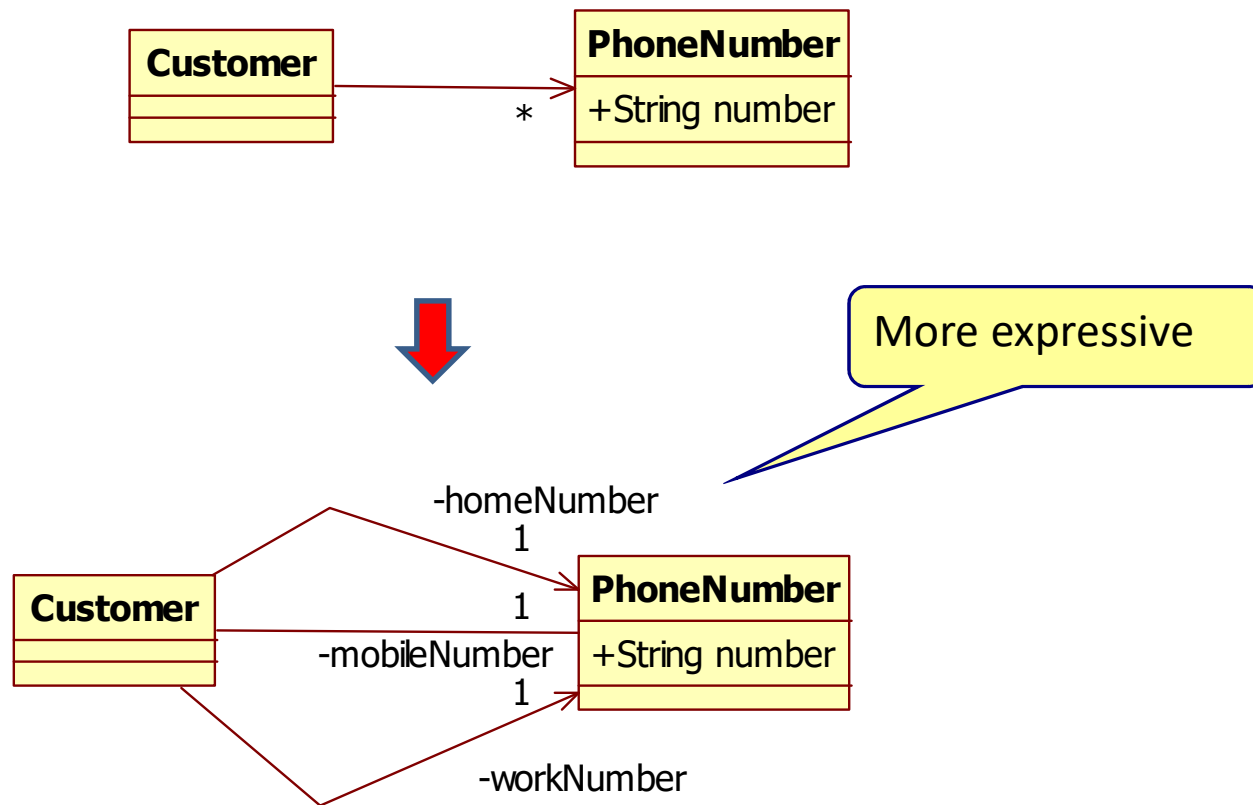 Customer
PhoneNumber
+String number
*
More expressive
-homeNumber
1
Customer
PhoneNumber
1
-mobileNumber
+String number
1
-workNumber